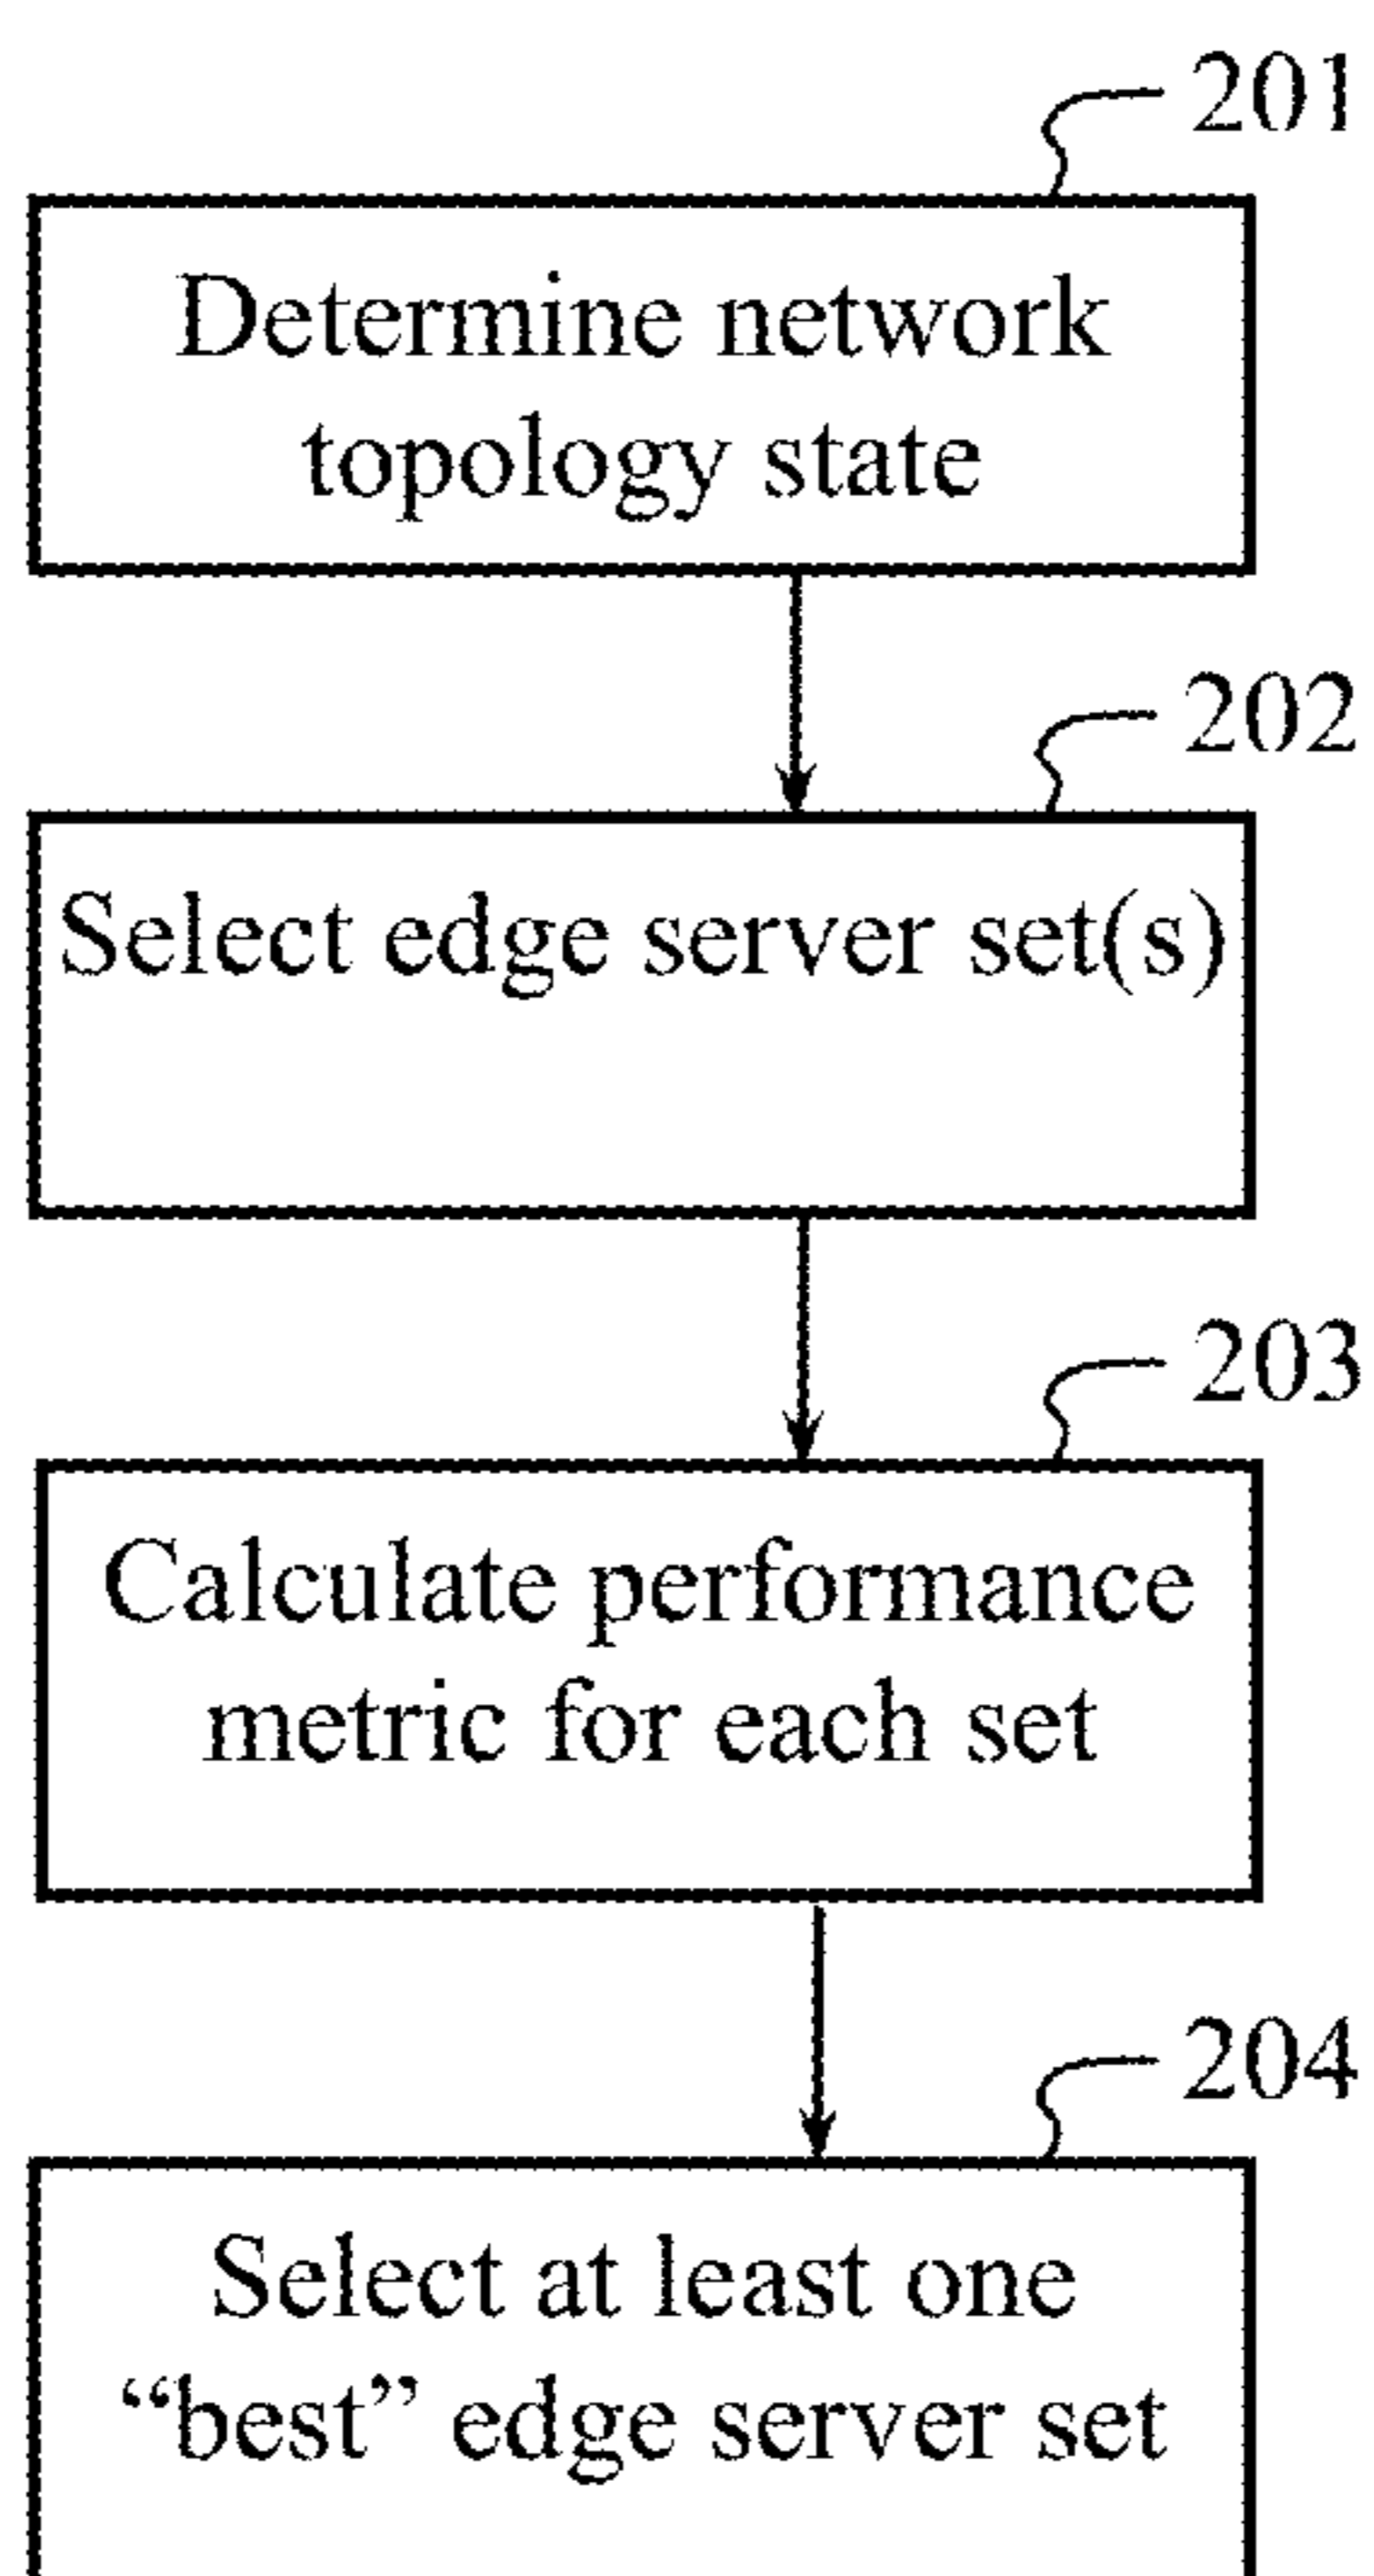 201
Determine network
topology state
202
Select edge server set(s)
203
Calculate performance
metric for each set
204
Select at least one
“best” edge server set